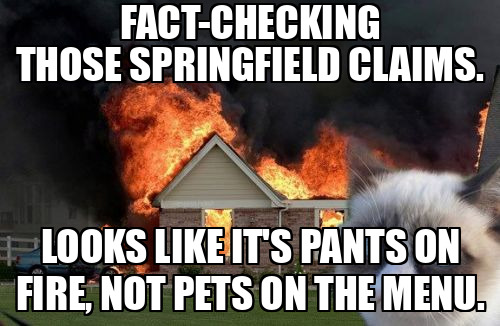 FACT-CHECKING
THOSE SPRINGFIELD CLAIMS.
LOOKS LIKE IT'S PANTS ON
FIRE, NOT PETS ON THE MENU.